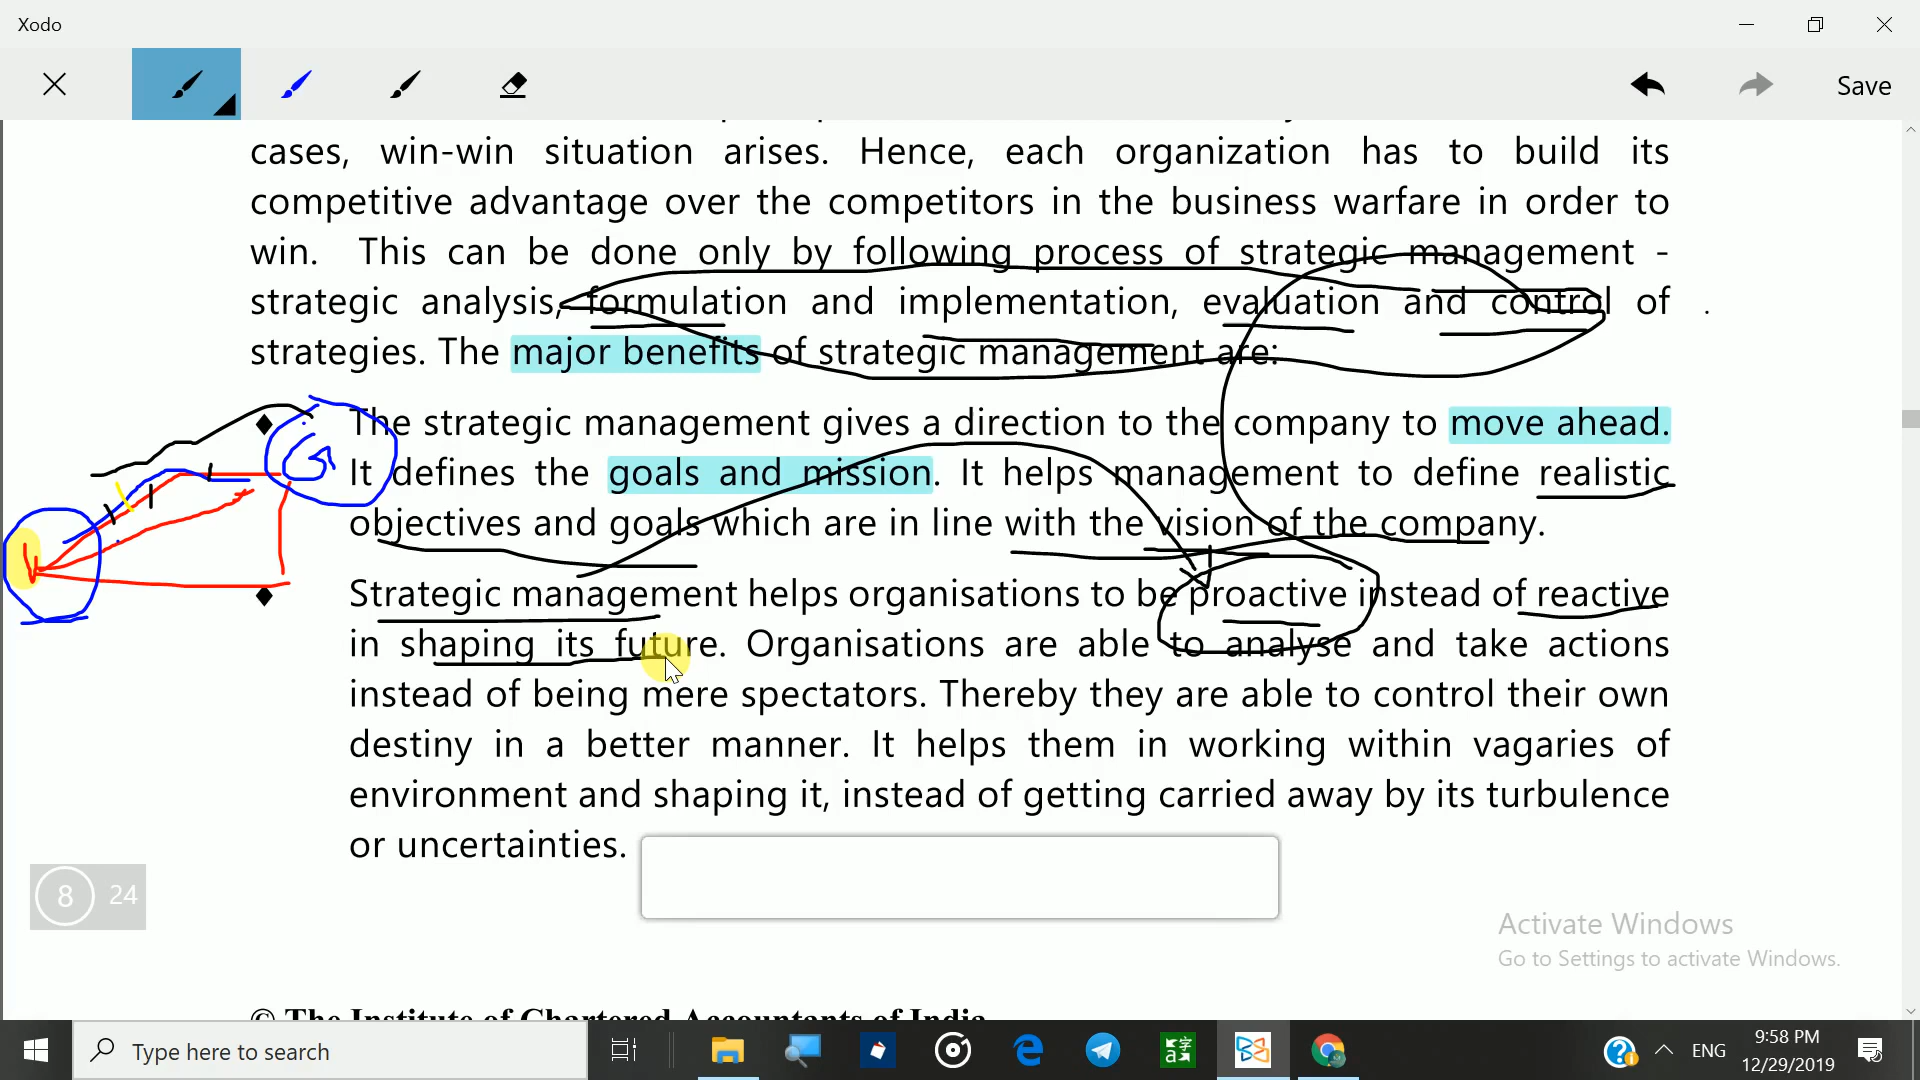 Xodo
Save
cases, win-win situation arises. Hence, each organization has to build its
competitive advantage over the competitors in the business warfare in order to
win. This can be done only by following process of strategic management -
strategic analysis, formulation and implementation, evaluation and control of
strategies. The major benefits of strategic management are:
The strategic management gives a direction to the company to move ahead.
It defines the goals and mission. It helps management to define realistic
objectives and goals which are in line with the vision of the company.
Strategic management helps organisations to be proactive instead of reactive
in shaping its future. Organisations are able to analyse and take actions
instead of being mere spectators. Thereby they are able to control their own
destiny in a better manner. It helps them in working within vagaries of
environment and shaping it, instead of getting carried away by its turbulence
or uncertainties.
G
V
8 24
Activate Windows
Go to Settings to activate Windows.
© The Institute of Chartered Accountants of India
Type here to search
ENG
9:58 PM
12/29/2019